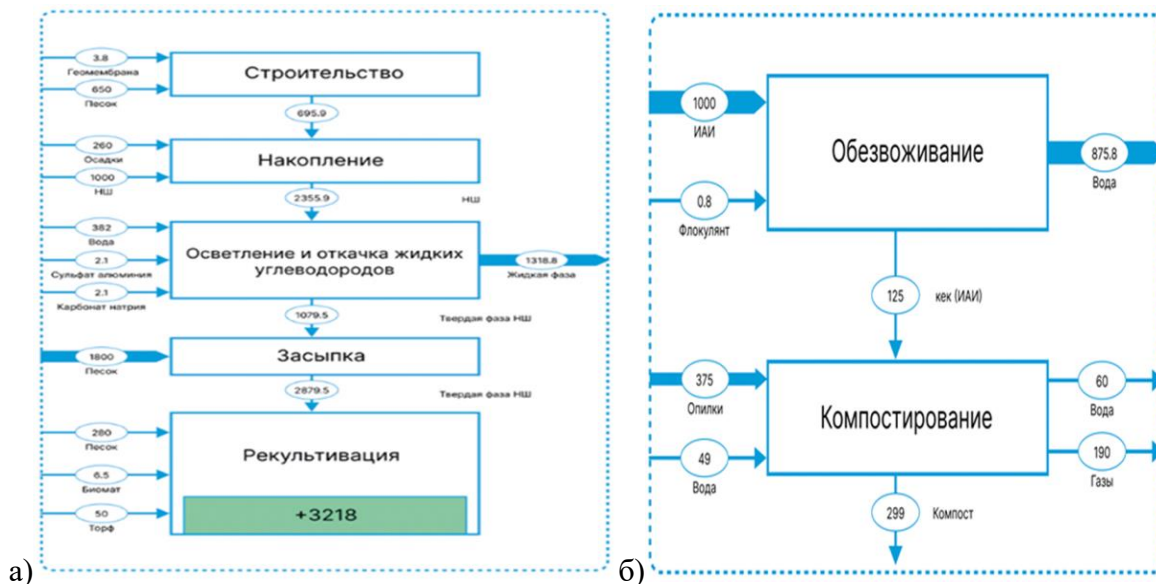 3.8
Геомембрана
650
Песок
Строительство
695.9
260
Осадки
1000
НШ
Накопление
2355.9
НШ
382
Вода
2.1
Сульфат алюминия
2.1
Карбонат натрия
Осветление и откачка жидких
углеводородов
1318.8
Жидкая фаза
1079.5
Твердая фаза НШ
1800
Песок
Засыпка
2879.5
Твердая фаза НШ
280
Песок
6.5
Биомат
50
Торф
Рекультивация
+3218
а)
1000
ИАИ
0.8
Флокулянт
Обезвоживание
875.8
Вода
125
кек (ИАИ)
375
Опилки
49
Вода
Компостирование
60
Вода
190
Газы
299
Компост
б)